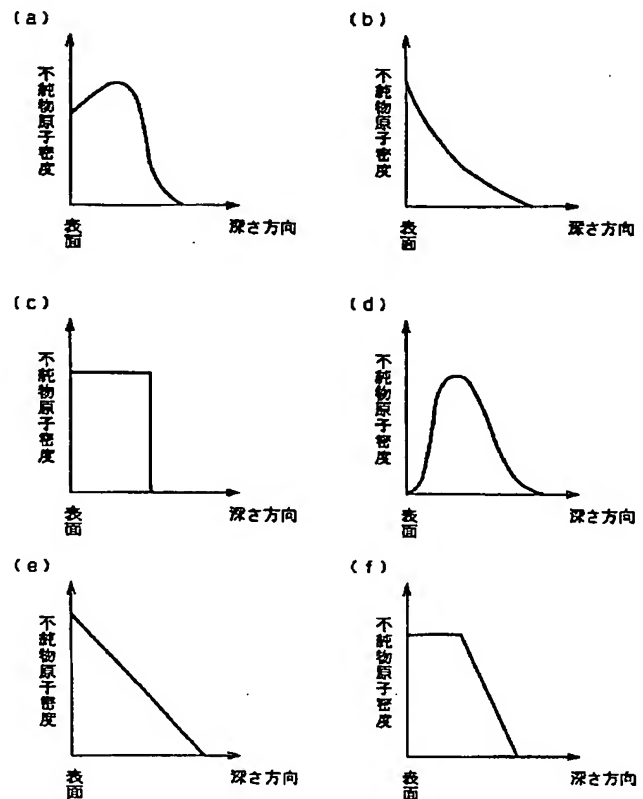 (a)
不純物原子密度
表面
深さ方向
(b)
不純物原子密度
表面
深さ方向
(c)
不純物原子密度
表面
深さ方向
(d)
不純物原子密度
表面
深さ方向
(e)
不純物原子密度
表面
深さ方向
(f)
不純物原子密度
表面
深さ方向